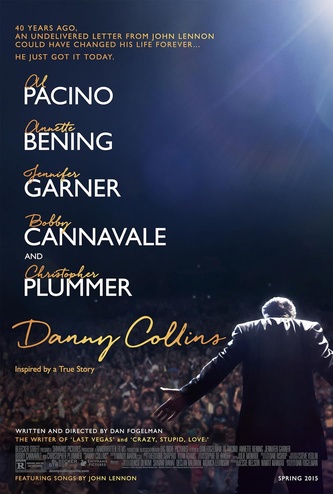 40 YEARS AGO,
AN UNDELIVERED LETTER FROM JOHN LENNON
COULD HAVE CHANGED HIS LIFE FOREVER...
HE JUST GOT IT TODAY.
Al
PACINO
Annette
BENING
Jennifer
GARNER
Bobby
CANNAVALE
AND
Christopher
PLUMMER
Danny Collins
Inspired by a True Story
WRITTEN AND DIRECTED BY DAN FOGELMAN
THE WRITER OF 'LAST VEGAS' AND 'CRAZY, STUPID, LOVE.'
R
FEATURING SONGS BY JOHN LENNON
SPRING 2015